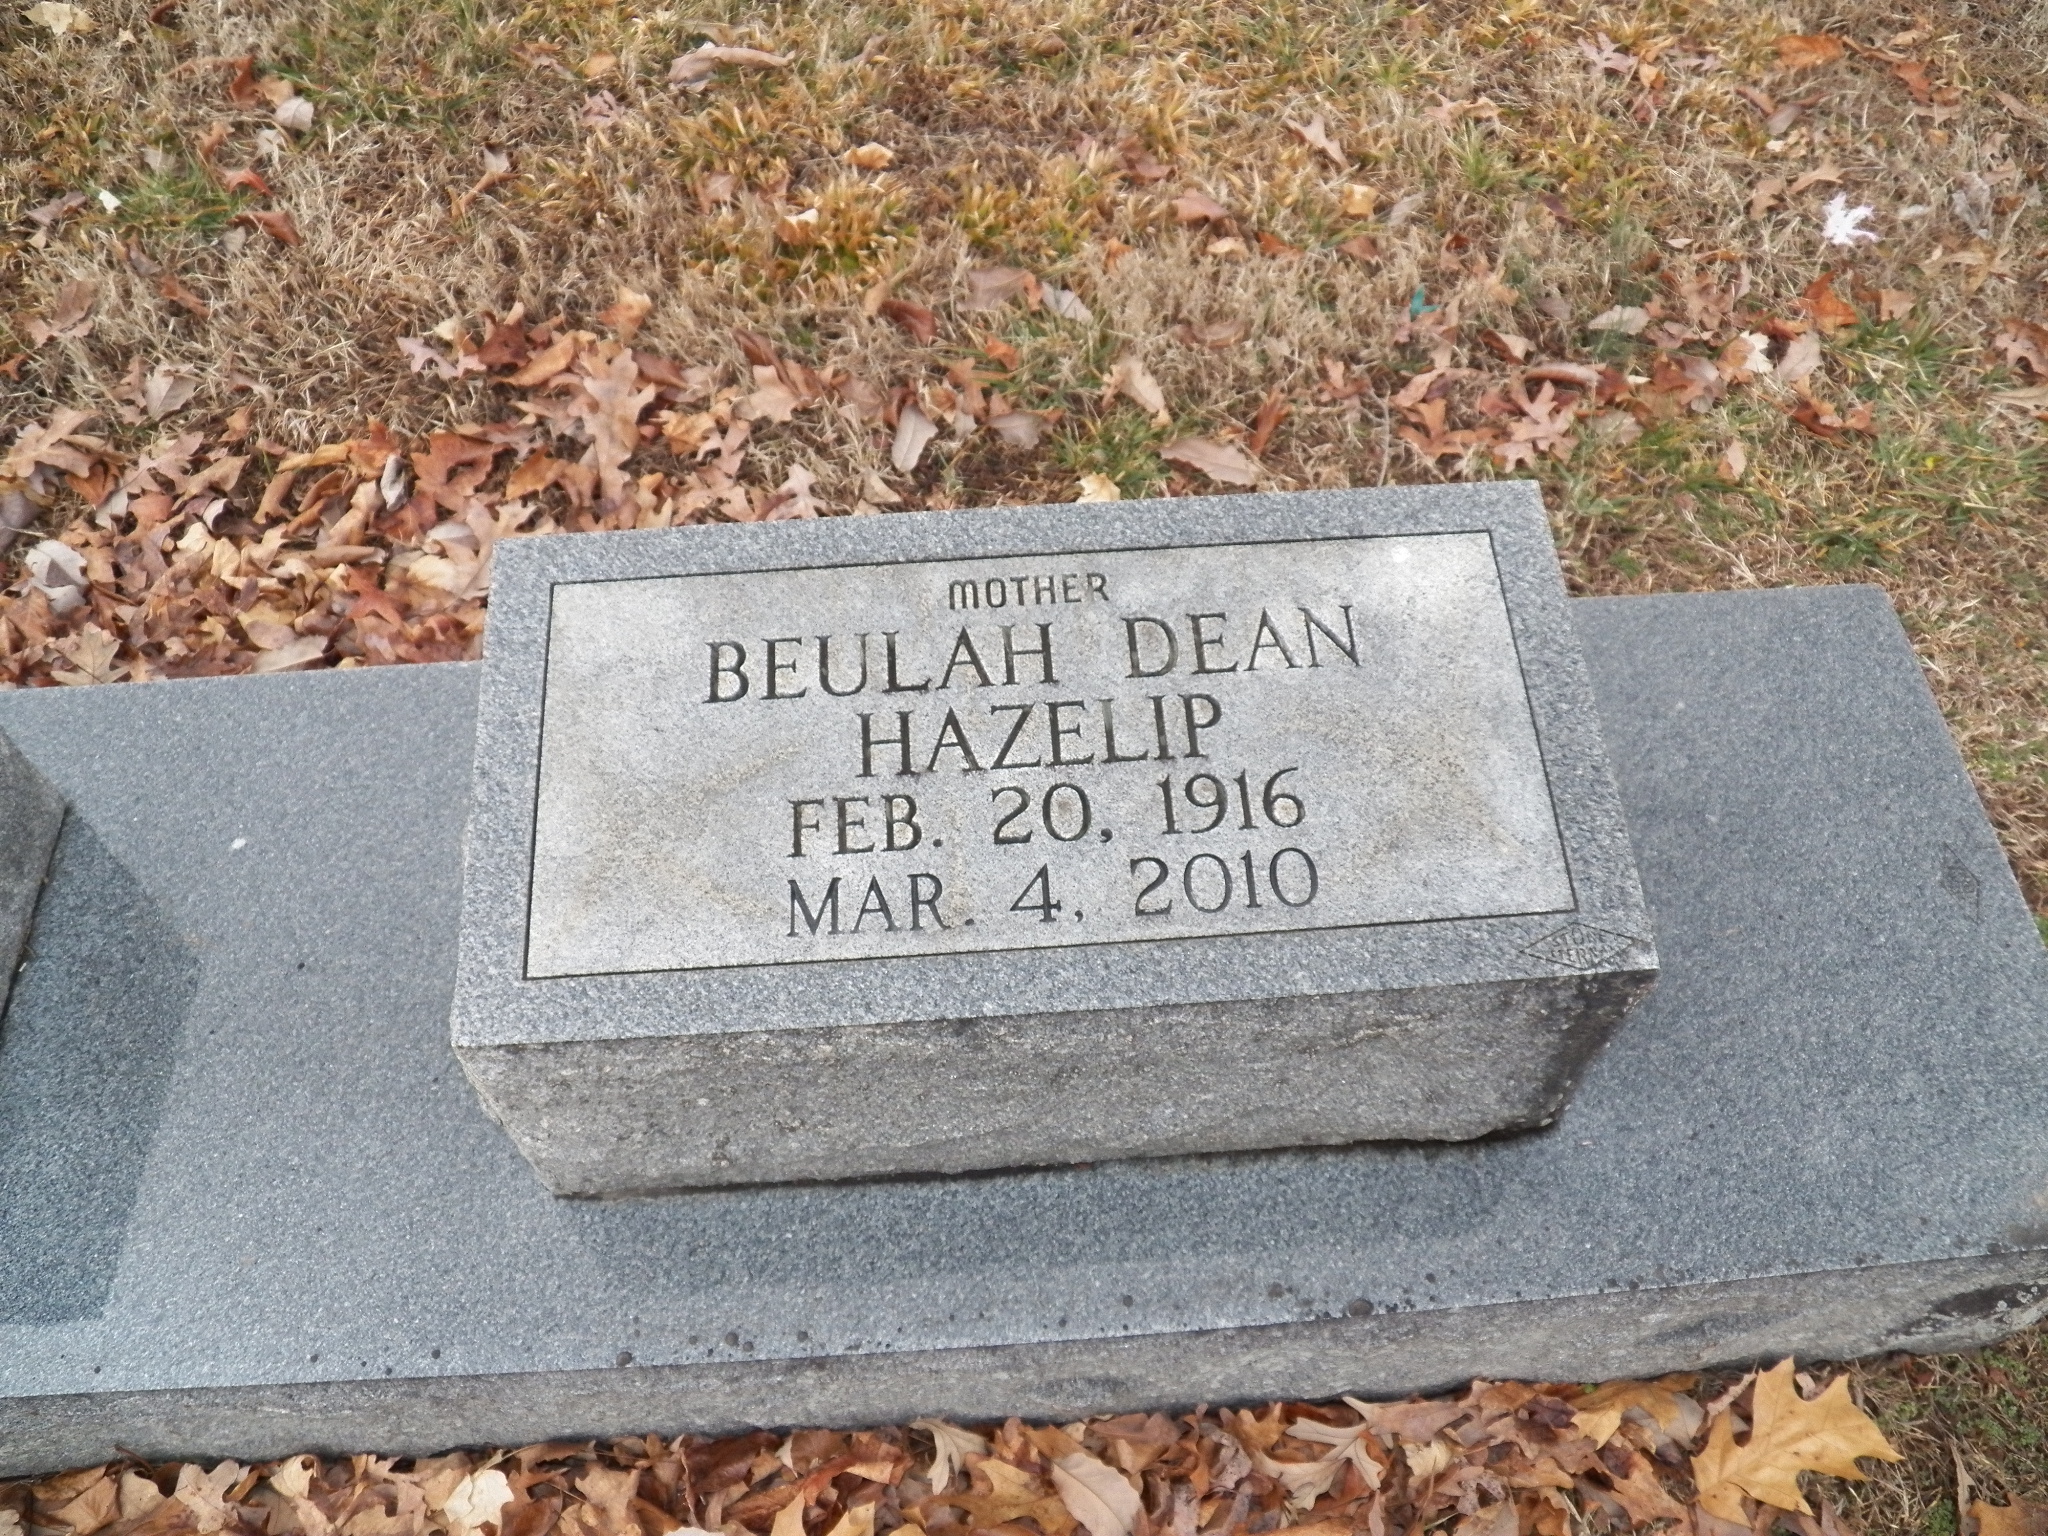 MOTHER
BEULAH DEAN
HAZELIP
FEB. 20, 1916
MAR. 4, 2010